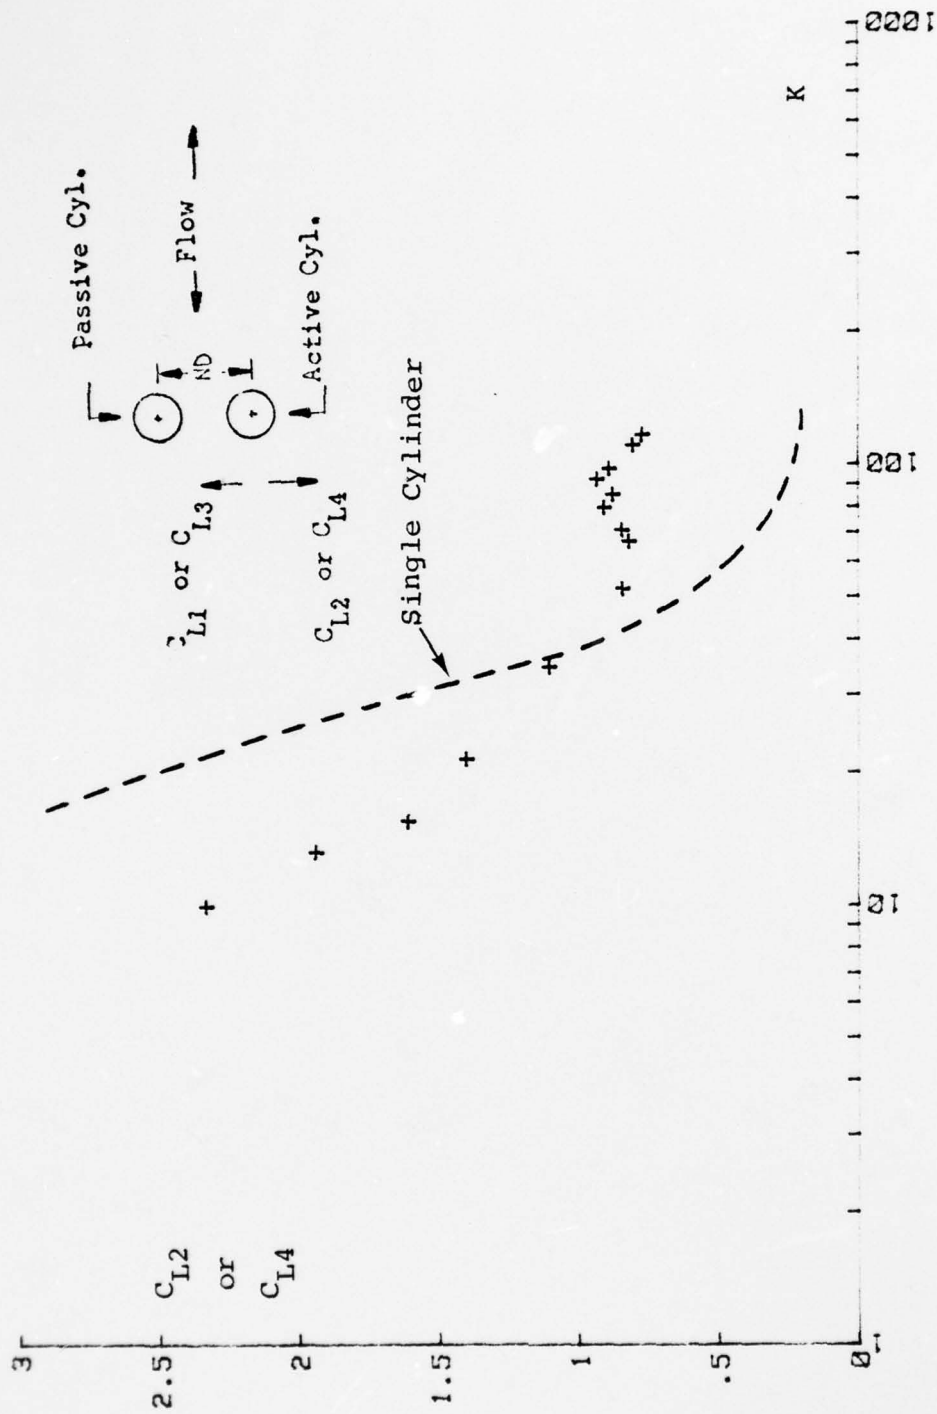 3
2.5
2
1.5
1
.5
0
1
10
100
1000
K
C_L2
or
C_L4
Passive Cyl.
Flow
ND
Active Cyl.
C_L1 or C_L3
C_L2 or C_L4
Single Cylinder